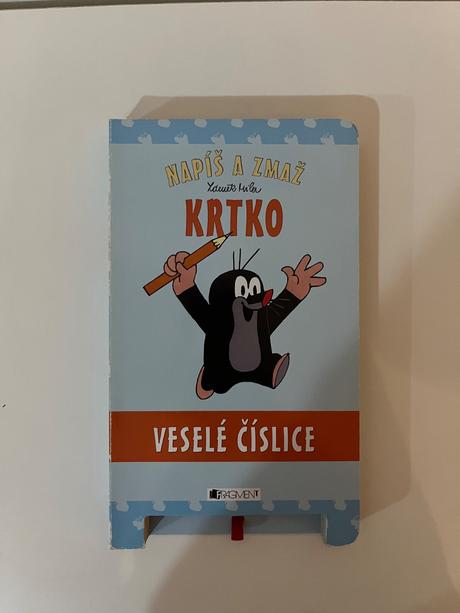 NAPÍŠ A ZMAŽ
Zdeněk Miler
KRTKO
VESELÉ ČÍSLICE
FRAGMENT